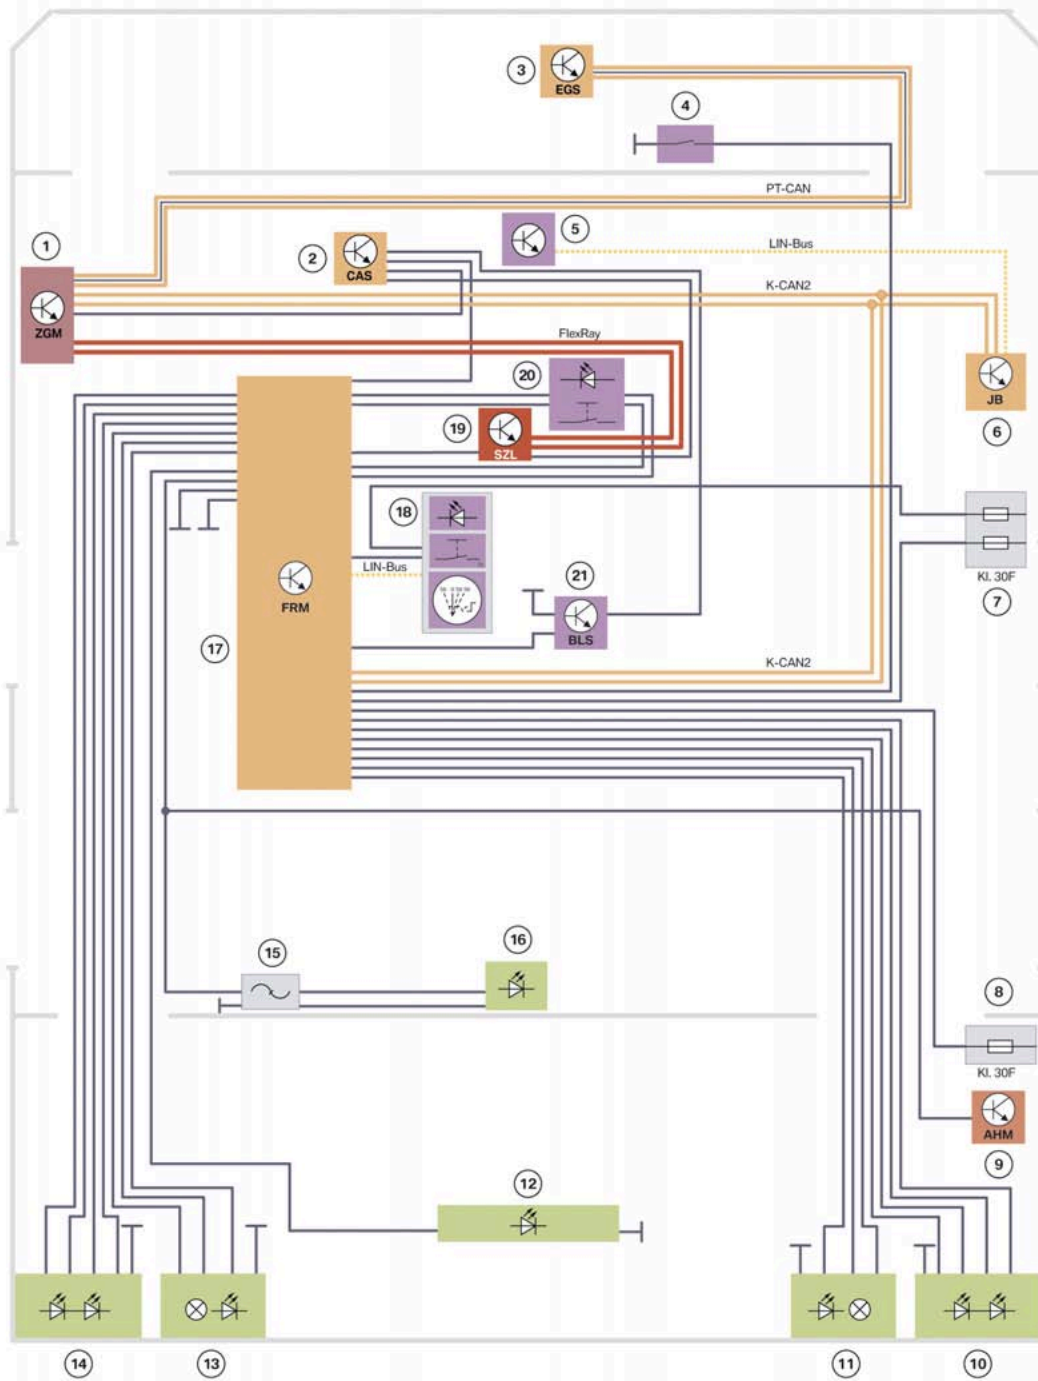 3
EGS
4
PT-CAN
1
2
CAS
5
LIN-Bus
K-CAN2
ZGM
FlexRay
20
JB
19
SZL
6
18
LIN-Bus
21
Kl. 30F
7
FRM
BLS
17
K-CAN2
15
16
8
Kl. 30F
AHM
9
12
14
13
11
10